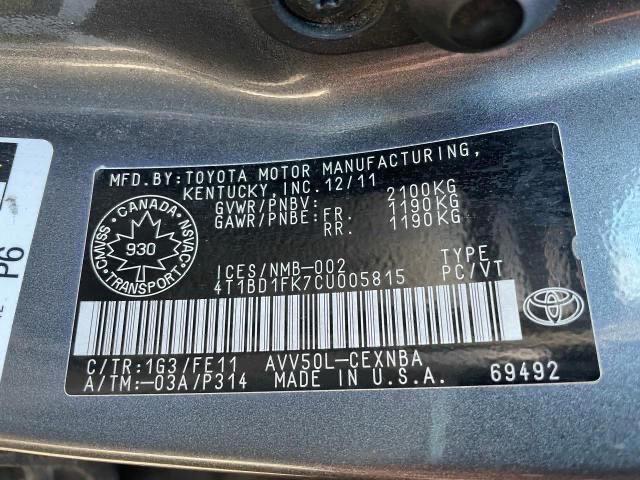 MFD.BY:TOYOTA MOTOR MANUFACTURING,
KENTUCKY,INC.12/11
GVWR/PNBV: 2100KG
GAWR/PNBE:FR. 1190KG
RR. 1190KG
CANADA
CMVSS NSVAC
930
TRANSPORT
ICES/NMB-002 TYPE
4T1BD1FK7CU005815 PC/VT
C/TR:1G3/FE11 AVV50L-CEXNBA
A/TM:-03A/P314 MADE IN U.S.A. 69492
P6